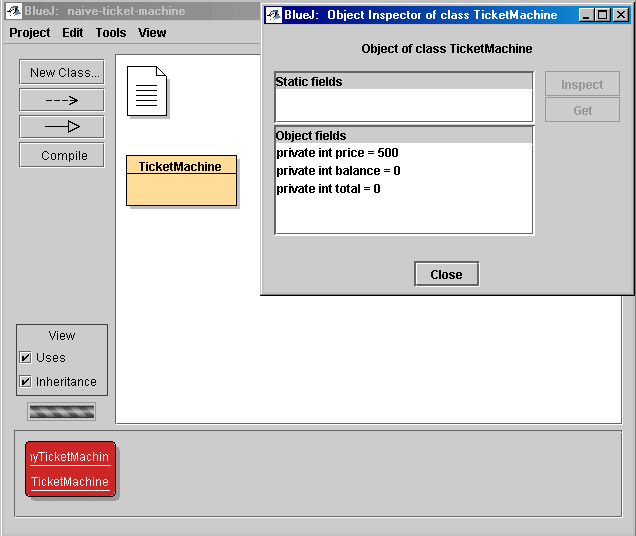 BlueJ: naive-ticket-machine
Project Edit Tools View
New Class...
Compile
TicketMachine
View
Uses
Inheritance
nyTicketMachin
TicketMachine
BlueJ: Object Inspector of class TicketMachine
Object of class TicketMachine
Static fields
Inspect
Get
Object fields
private int price = 500
private int balance = 0
private int total = 0
Close